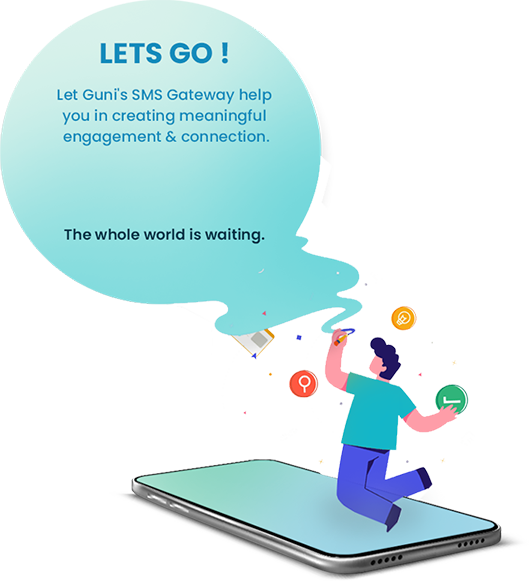 LETS GO !
Let Guni's SMS Gateway help
you in creating meaningful
engagement & connection.
The whole world is waiting.